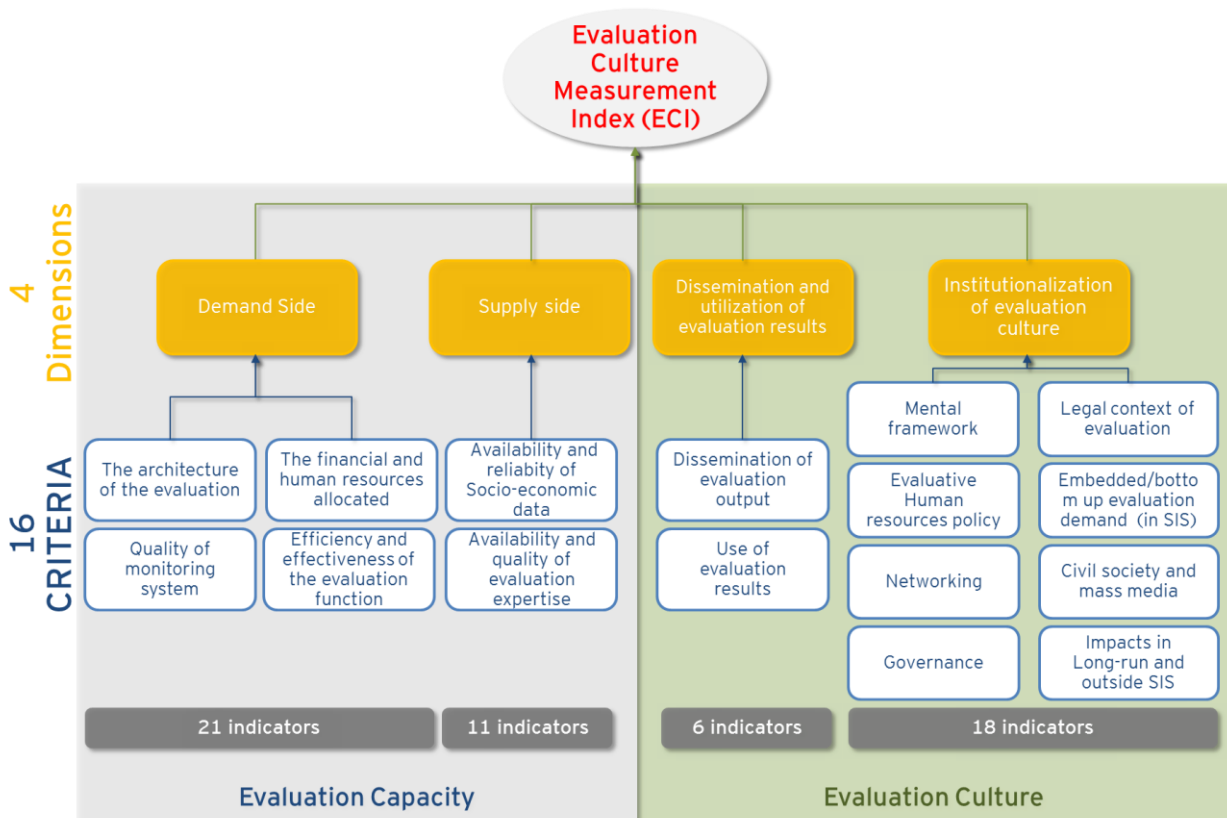 Evaluation
Culture
Measurement
Index (ECI)
4
Dimensions
Demand Side
Supply side
Dissemination and
utilization of
evaluation results
Institutionalization
of evaluation
culture
16
CRITERIA
The architecture
of the evaluation
The financial and
human resources
allocated
Quality of
monitoring
system
Efficiency and
effectiveness of
the evaluation
function
Availability
and reliabity of
Socio-economic
data
Availability and
quality of
evaluation
expertise
Dissemination of
evaluation
output
Use of
evaluation
results
Mental
framework
Legal context of
evaluation
Evaluative
Human
resources policy
Embedded/botto
m up evaluation
demand (in SIS)
Networking
Civil society and
mass media
Governance
Impacts in
Long-run and
outside SIS
21 indicators
11 indicators
6 indicators
18 indicators
Evaluation Capacity
Evaluation Culture